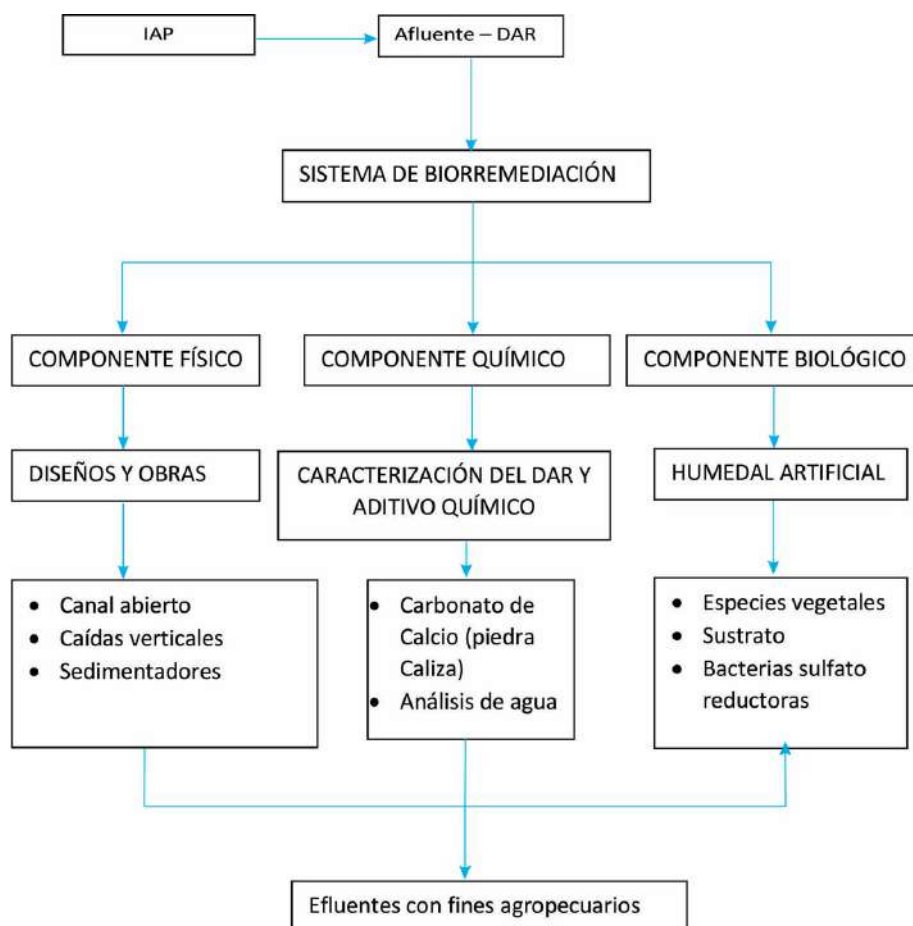 IAP
Afluente – DAR
SISTEMA DE BIORREMEDIACIÓN
COMPONENTE FÍSICO
COMPONENTE QUÍMICO
COMPONENTE BIOLÓGICO
DISEÑOS Y OBRAS
CARACTERIZACIÓN DEL DAR Y
ADITIVO QUÍMICO
HUMEDAL ARTIFICIAL
• Canal abierto
• Caídas verticales
• Sedimentadores
• Carbonato de
Calcio (piedra
Caliza)
• Análisis de agua
• Especies vegetales
• Sustrato
• Bacterias sulfato
reductoras
Efluentes con fines agropecuarios